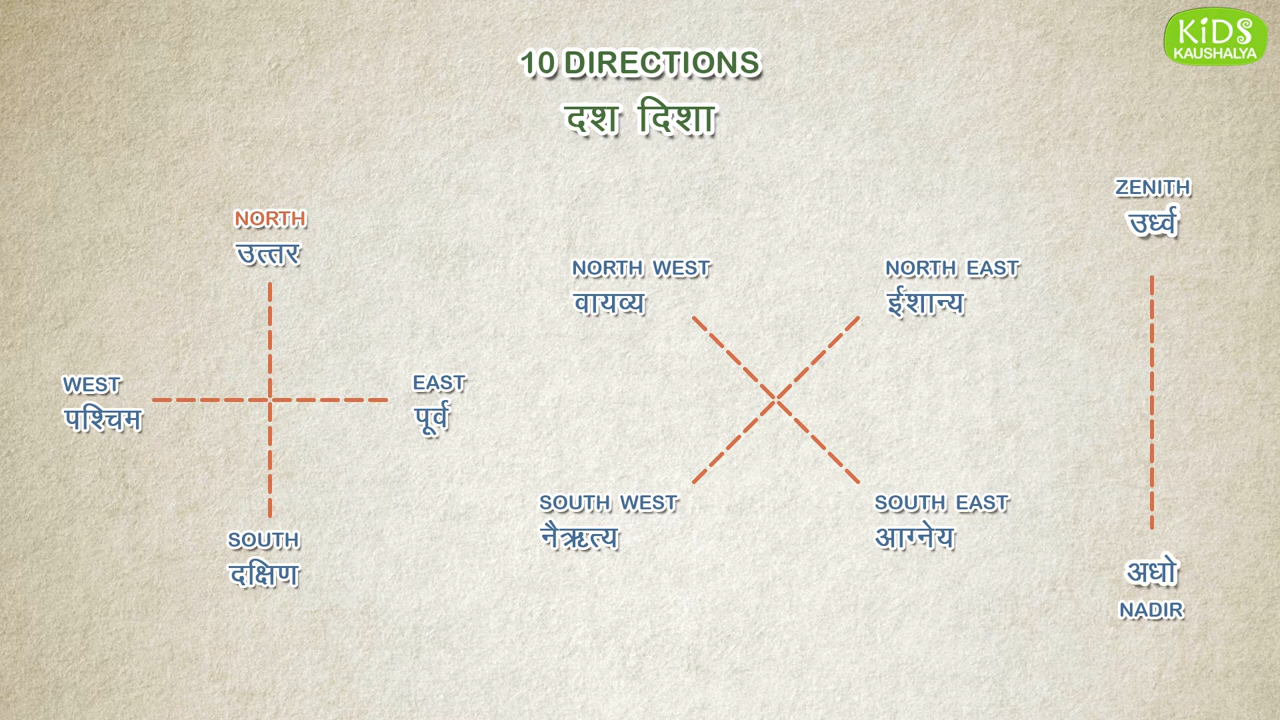 KiDS
KAUSHALYA
10 DIRECTIONS
दश दिशा
NORTH
उत्तर
WEST
पश्चिम
EAST
पूर्व
SOUTH
दक्षिण
NORTH WEST
वायव्य
NORTH EAST
ईशान्य
SOUTH WEST
नैऋत्य
SOUTH EAST
आग्नेय
ZENITH
उर्ध्व
अधो
NADIR